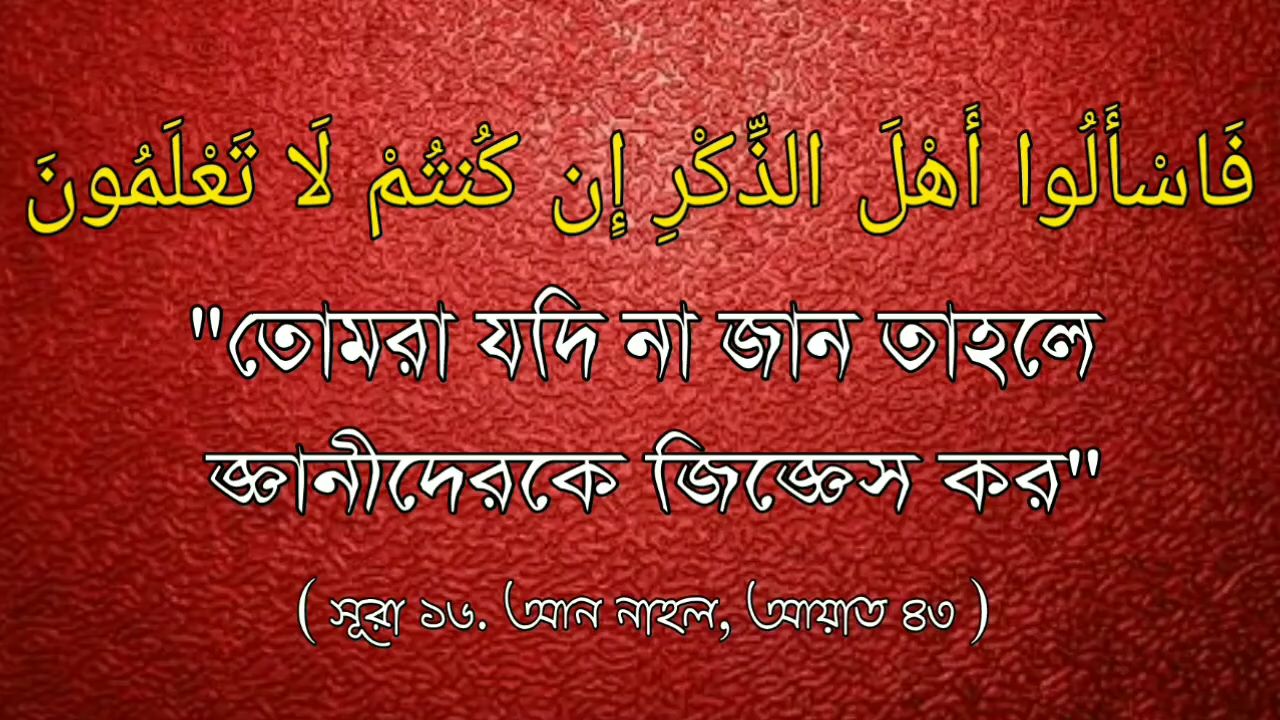 فَاسْأَلُوا أَهْلَ الذِّكْرِ إِن كُنتُمْ لَا تَعْلَمُونَ
"তোমরা যদি না জান তাহলে
জ্ঞানীদেরকে জিজ্ঞেস কর"
( সূরা ১৬. আন নাহল, আয়াত ৪৩ )